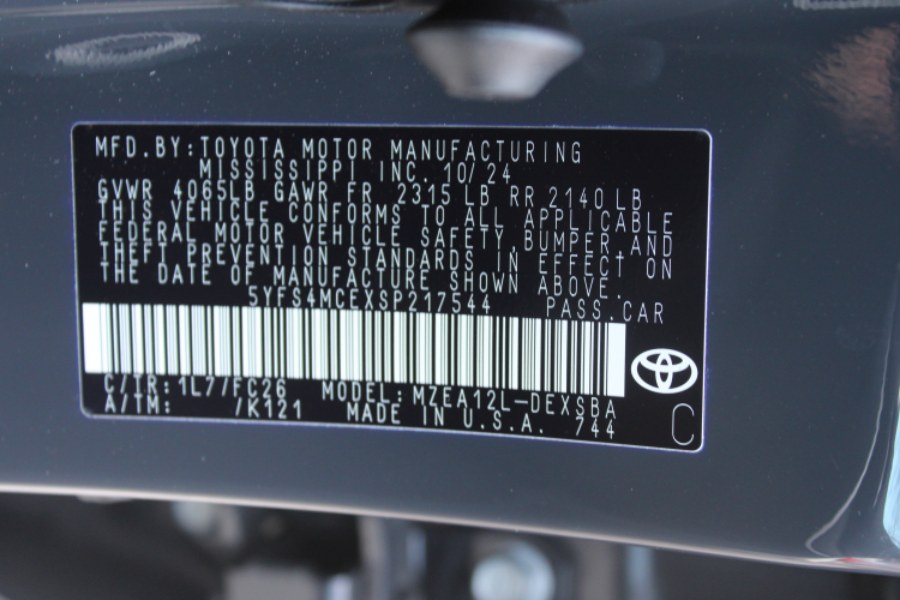 MFD.BY:TOYOTA MOTOR MANUFACTURING
MISSISSIPPI INC. 10/24
GVWR 4065LB GAWR FR 2315 LB RR 2140 LB
THIS VEHICLE CONFORMS TO ALL APPLICABLE
FEDERAL MOTOR VEHICLE SAFETY,BUMPER,AND
THEFT PREVENTION STANDARDS IN EFFECT ON
THE DATE OF MANUFACTURE SHOWN ABOVE.
5YFS4MCEXSP217544 PASS.CAR
C/TR:1L7/FC26 MODEL:MZEA12L-DEXSBA
A/TM: /K121 MADE IN U.S.A. 744
C